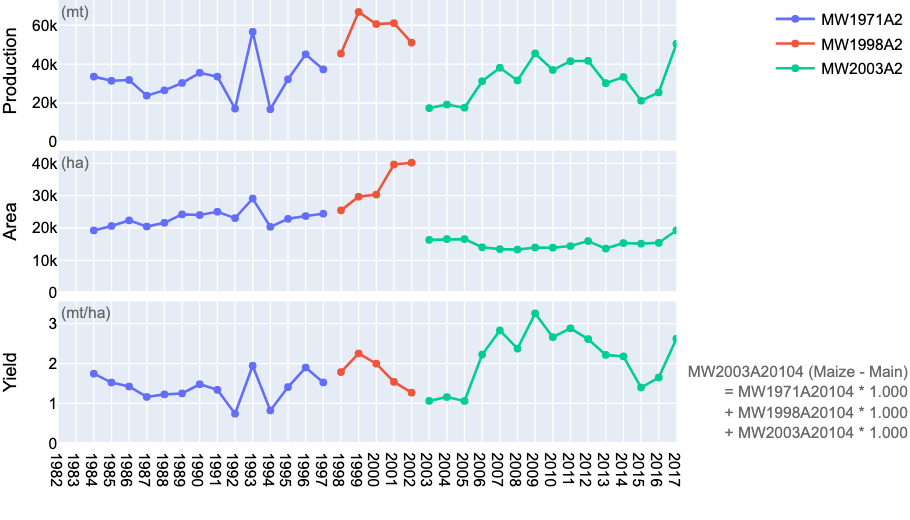 (mt)
Production
60k
40k
20k
0
MW1971A2
MW1998A2
MW2003A2
(ha)
Area
40k
30k
20k
10k
0
(mt/ha)
Yield
3
2
1
0
MW2003A20104 (Maize - Main)
= MW1971A20104 * 1.000
+ MW1998A20104 * 1.000
+ MW2003A20104 * 1.000
1982
1983
1984
1985
1986
1987
1988
1989
1990
1991
1992
1993
1994
1995
1996
1997
1998
1999
2000
2001
2002
2003
2004
2005
2006
2007
2008
2009
2010
2011
2012
2013
2014
2015
2016
2017